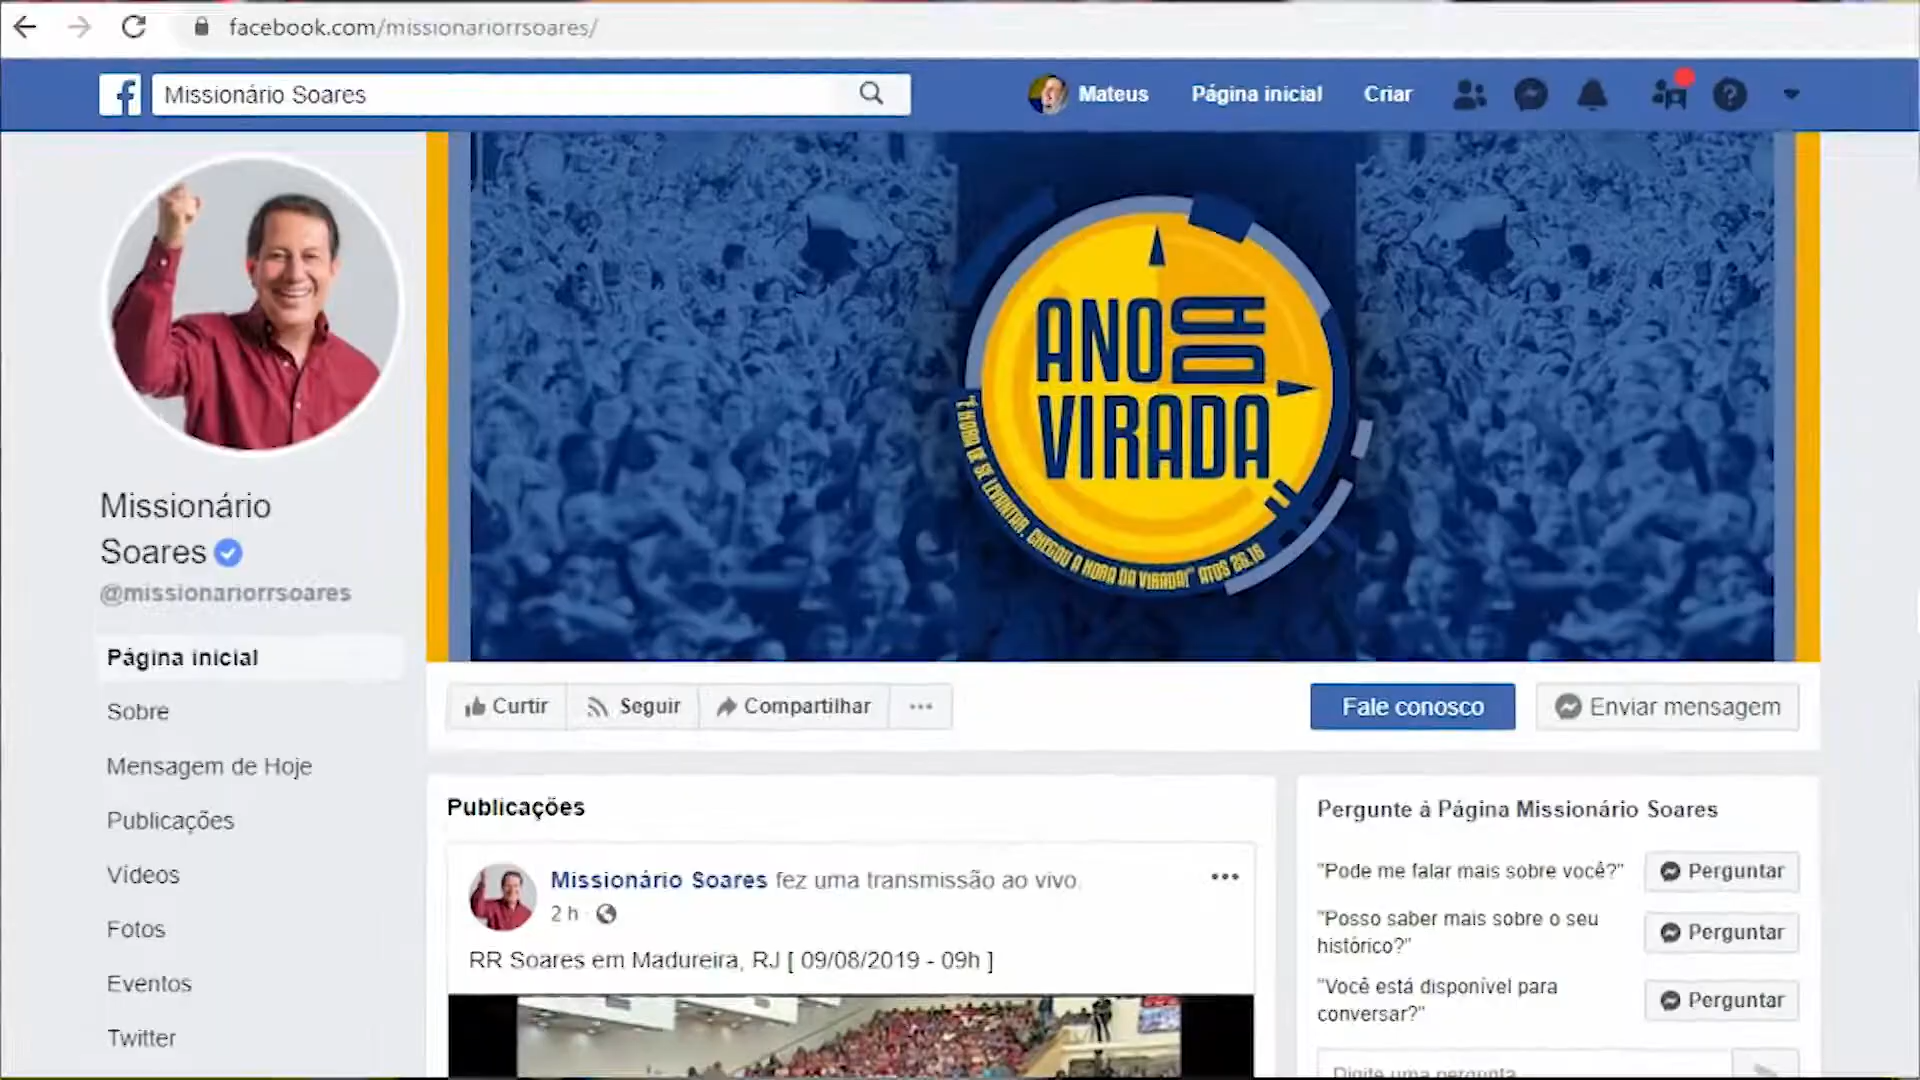 facebook.com/missionariorrsoares/
Missionário Soares
Mateus
Página inicial
Criar
ANO DA
VIRADA
"É HORA DE SE LEVANTAR. CHEGOU A HORA DA VIRADA!" ATOS 26.16
Missionário
Soares
@missionariorrsoares
Página inicial
Sobre
Mensagem de Hoje
Publicações
Vídeos
Fotos
Eventos
Twitter
Curtir
Seguir
Compartilhar
Fale conosco
Enviar mensagem
Publicações
Missionário Soares fez uma transmissão ao vivo.
2 h
RR Soares em Madureira, RJ [ 09/08/2019 - 09h ]
Pergunte à Página Missionário Soares
"Pode me falar mais sobre você?"
Perguntar
"Posso saber mais sobre o seu
histórico?"
Perguntar
"Você está disponível para
conversar?"
Perguntar
Digite uma pergunta